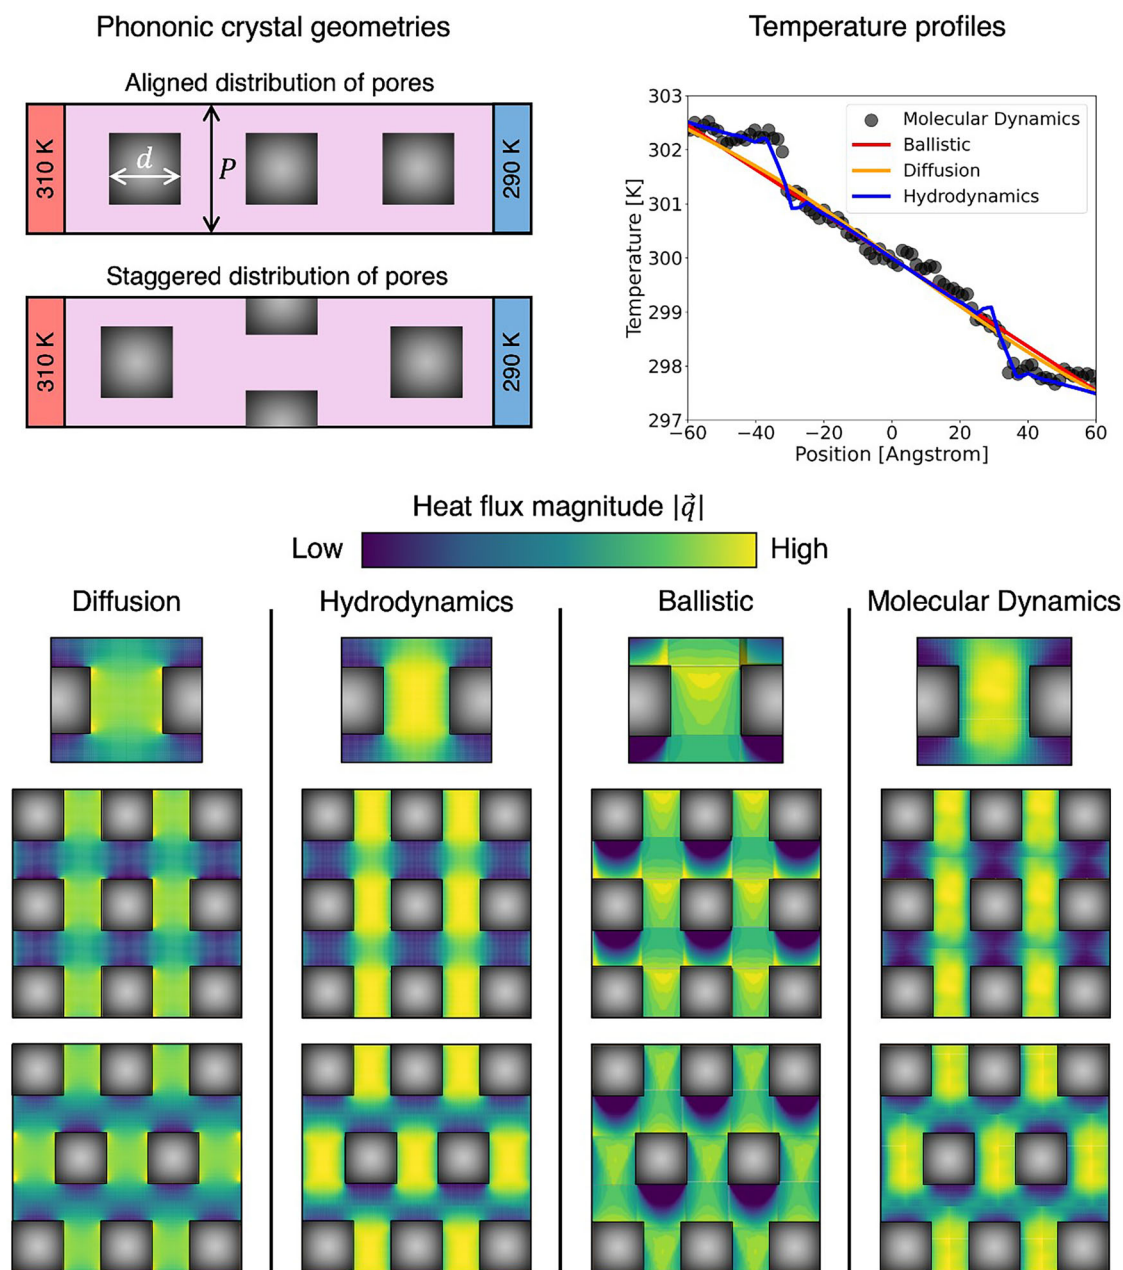 Phononic crystal geometries
Aligned distribution of pores
310 K
d
P
290 K
Staggered distribution of pores
310 K
290 K
Temperature profiles
303
302
301
300
299
298
297
Temperature [K]
Molecular Dynamics
Ballistic
Diffusion
Hydrodynamics
−60 −40 −20 0 20 40 60
Position [Angstrom]
Heat flux magnitude |q⃗|
Low High
Diffusion Hydrodynamics Ballistic Molecular Dynamics